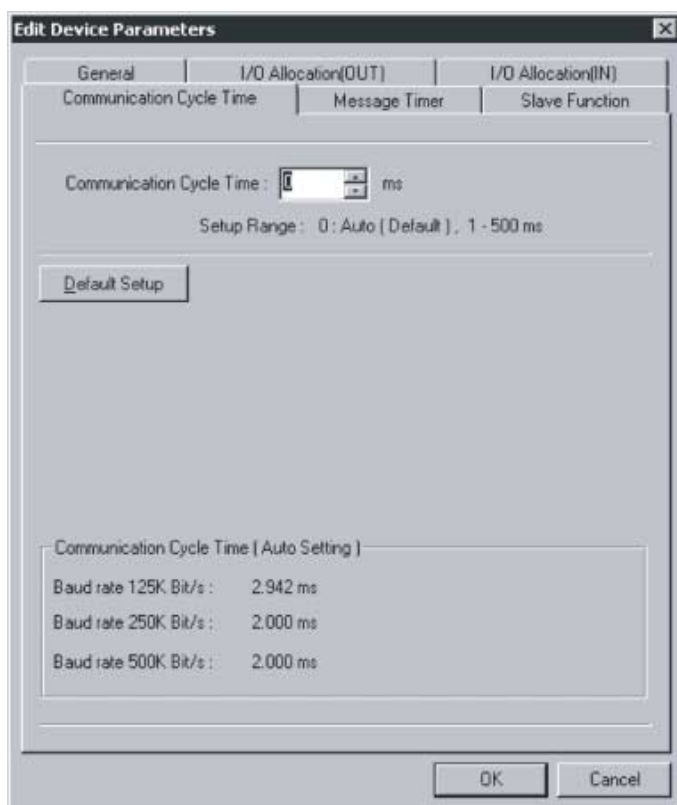 Edit Device Parameters
General I/O Allocation(OUT) I/O Allocation(IN)
Communication Cycle Time Message Timer Slave Function
Communication Cycle Time : 0 ms
Setup Range : 0 : Auto ( Default ) , 1 - 500 ms
Default Setup
Communication Cycle Time ( Auto Setting )
Baud rate 125K Bit/s : 2.942 ms
Baud rate 250K Bit/s : 2.000 ms
Baud rate 500K Bit/s : 2.000 ms
OK Cancel